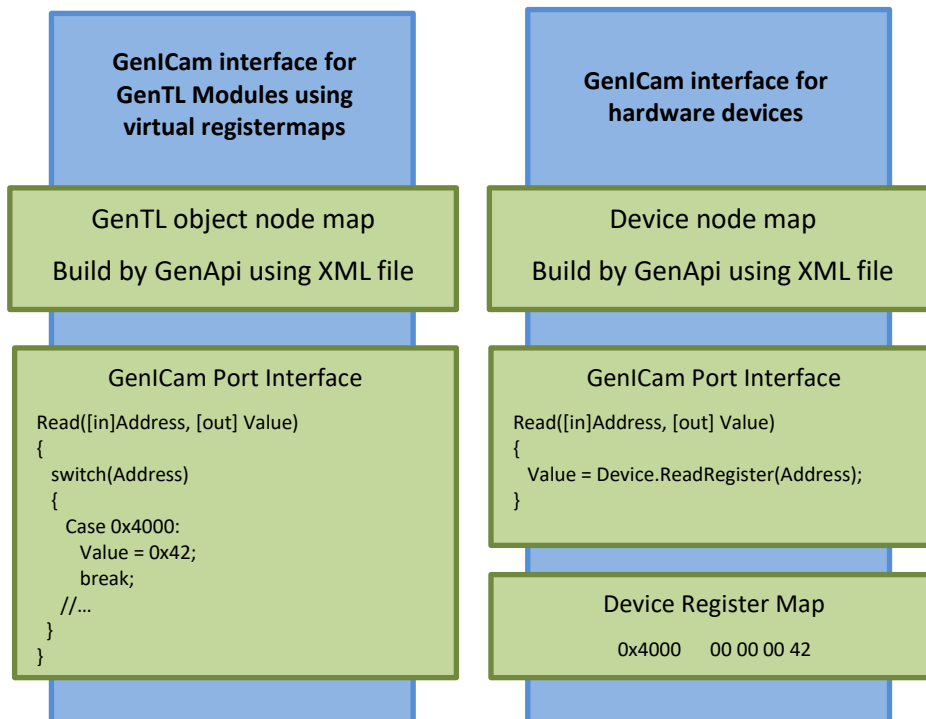 GenICam interface for
GenTL Modules using
virtual registermaps
GenTL object node map
Build by GenApi using XML file
GenICam Port Interface
Read([in]Address, [out] Value)
{
switch(Address)
{
Case 0x4000:
Value = 0x42;
break;
//...
}
}
GenICam interface for
hardware devices
Device node map
Build by GenApi using XML file
GenICam Port Interface
Read([in]Address, [out] Value)
{
Value = Device.ReadRegister(Address);
}
Device Register Map
0x4000 00 00 00 42